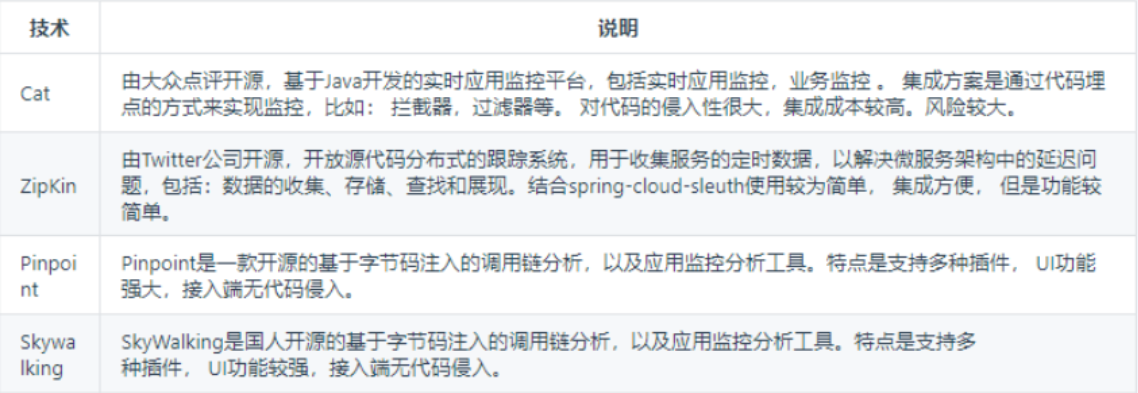 技术 说明
Cat
由大众点评开源，基于Java开发的实时应用监控平台，包括实时应用监控，业务监控 。 集成方案是通过代码埋
点的方式来实现监控，比如： 拦截器，过滤器等。 对代码的侵入性很大，集成成本较高。风险较大。
ZipKin
由Twitter公司开源，开放源代码分布式的跟踪系统，用于收集服务的定时数据，以解决微服务架构中的延迟问
题，包括：数据的收集、存储、查找和展现。结合spring-cloud-sleuth使用较为简单， 集成方便， 但是功能较
简单。
Pinpoi
nt
Pinpoint是一款开源的基于字节码注入的调用链分析，以及应用监控分析工具。特点是支持多种插件， UI功能
强大，接入端无代码侵入。
Skywa
lking
SkyWalking是国人开源的基于字节码注入的调用链分析，以及应用监控分析工具。特点是支持多
种插件， UI功能较强，接入端无代码侵入。